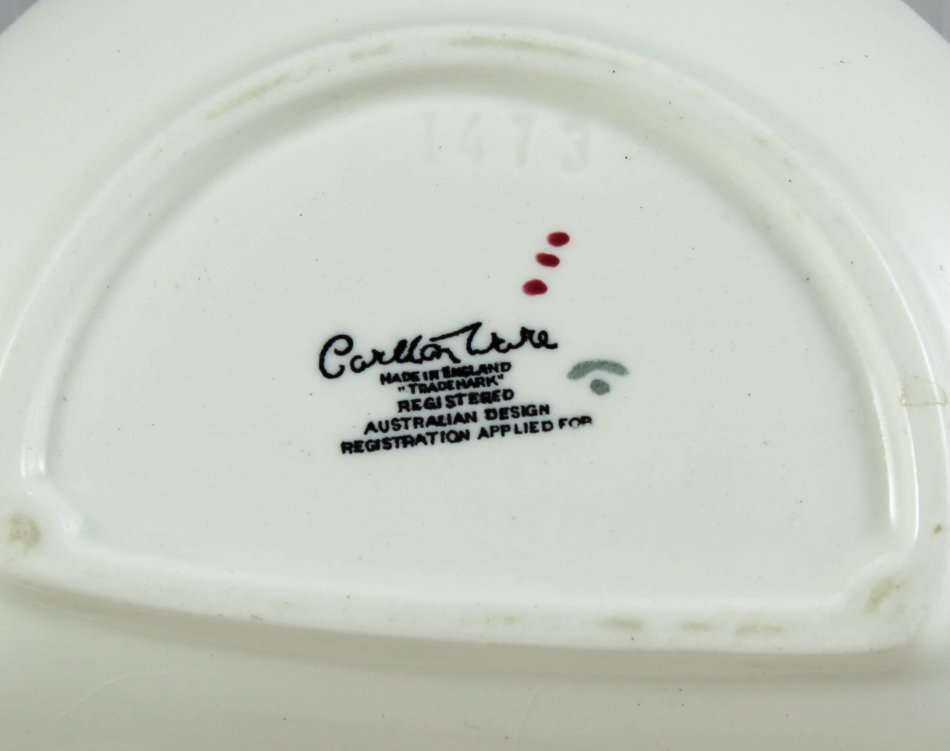 1473
Carlton Ware
MADE IN ENGLAND
"TRADEMARK"
REGISTERED
AUSTRALIAN DESIGN
REGISTRATION APPLIED FOR